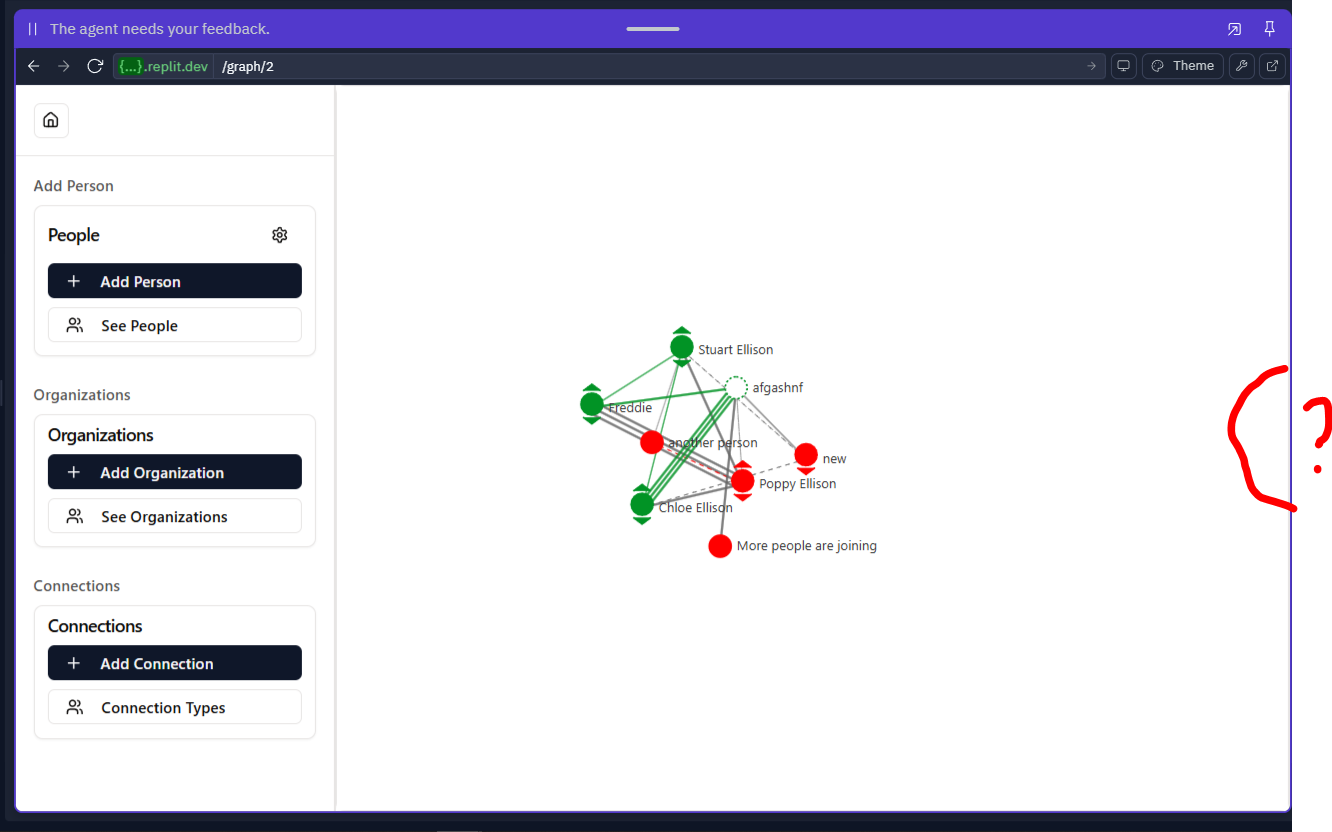 The agent needs your feedback.
{...}.replit.dev /graph/2
Theme
Add Person
People
Add Person
See People
Organizations
Organizations
Add Organization
See Organizations
Connections
Connections
Add Connection
Connection Types
Stuart Ellison
afgashnf
Freddie
another person
new
Poppy Ellison
Chloe Ellison
More people are joining
?